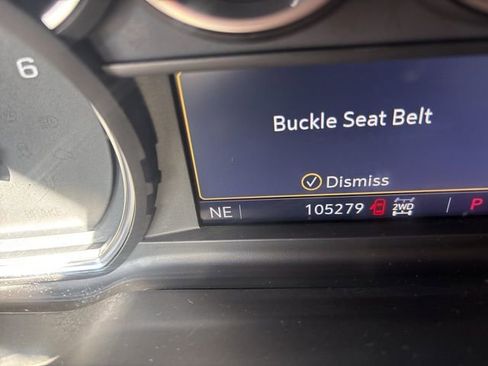 6
Buckle Seat Belt
Dismiss
NE 105279 2WD P